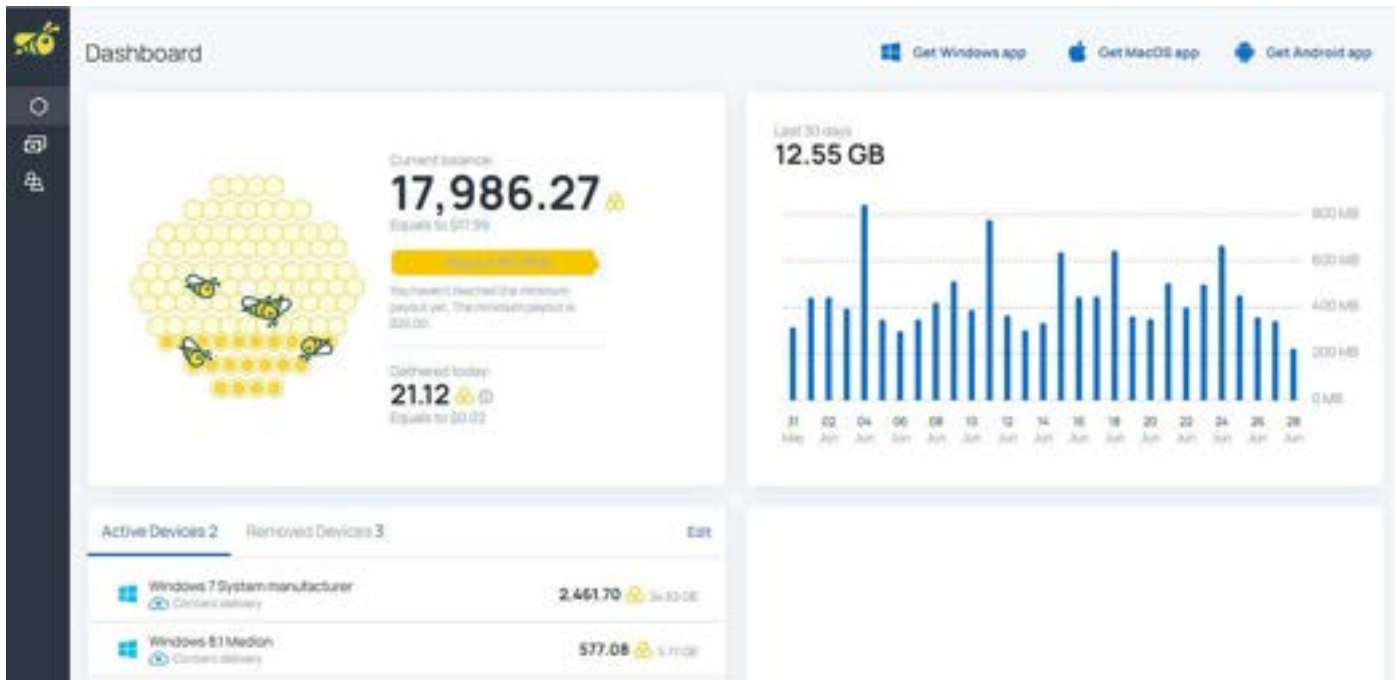 Dashboard
Get Windows app
Get MacOS app
Get Android app
Current balance:
17,986.27
Equals to $17.99
You haven't reached the minimum
payout yet. The minimum payout is
$20.00.
Gathered today:
21.12
Equals to $0.02
Last 30 days
12.55 GB
800 MB
600 MB
400 MB
200 MB
0 MB
31 02 04 06 08 10 12 14 16 18 20 22 24 26 28
May Jun Jun Jun Jun Jun Jun Jun Jun Jun Jun Jun Jun Jun Jun
Active Devices 2
Removed Devices 3
Edit
Windows 7 System manufacturer
2,461.70
Content delivery
Windows 8.1 Medion
577.08
Content delivery